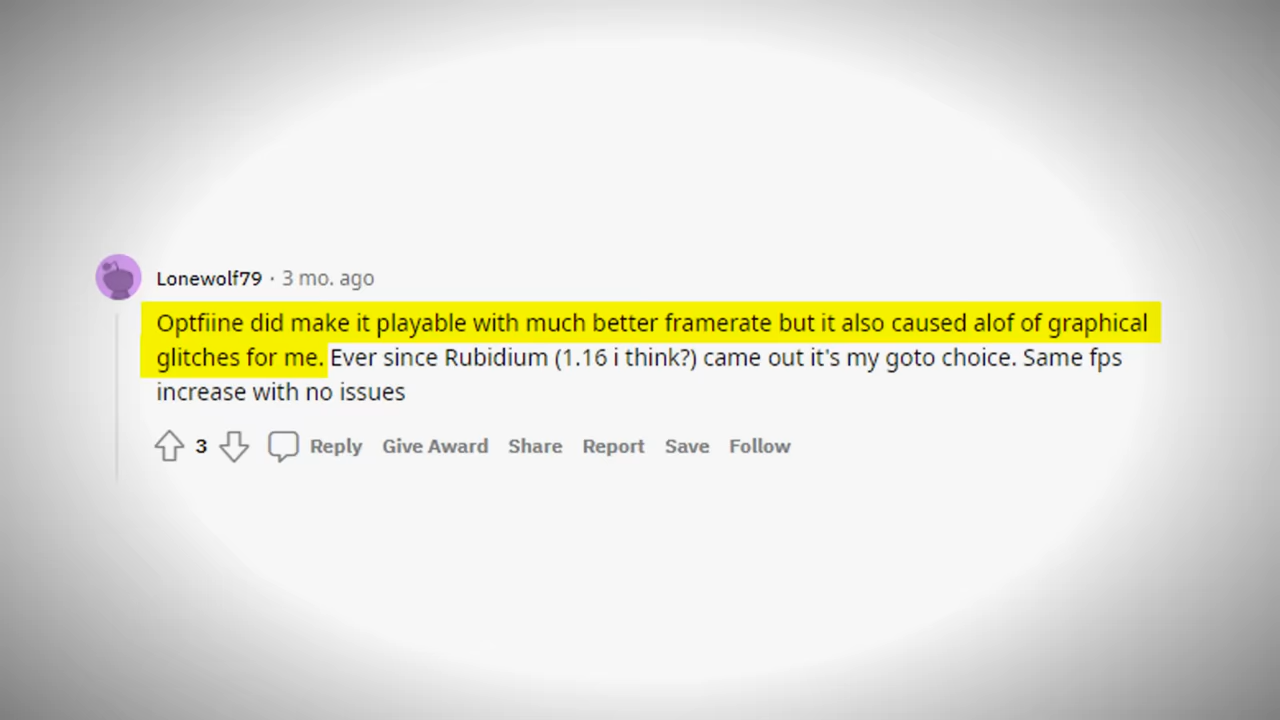 Lonewolf79 · 3 mo. ago
Optfiine did make it playable with much better framerate but it also caused alof of graphical
glitches for me. Ever since Rubidium (1.16 i think?) came out it's my goto choice. Same fps
increase with no issues
3 Reply Give Award Share Report Save Follow